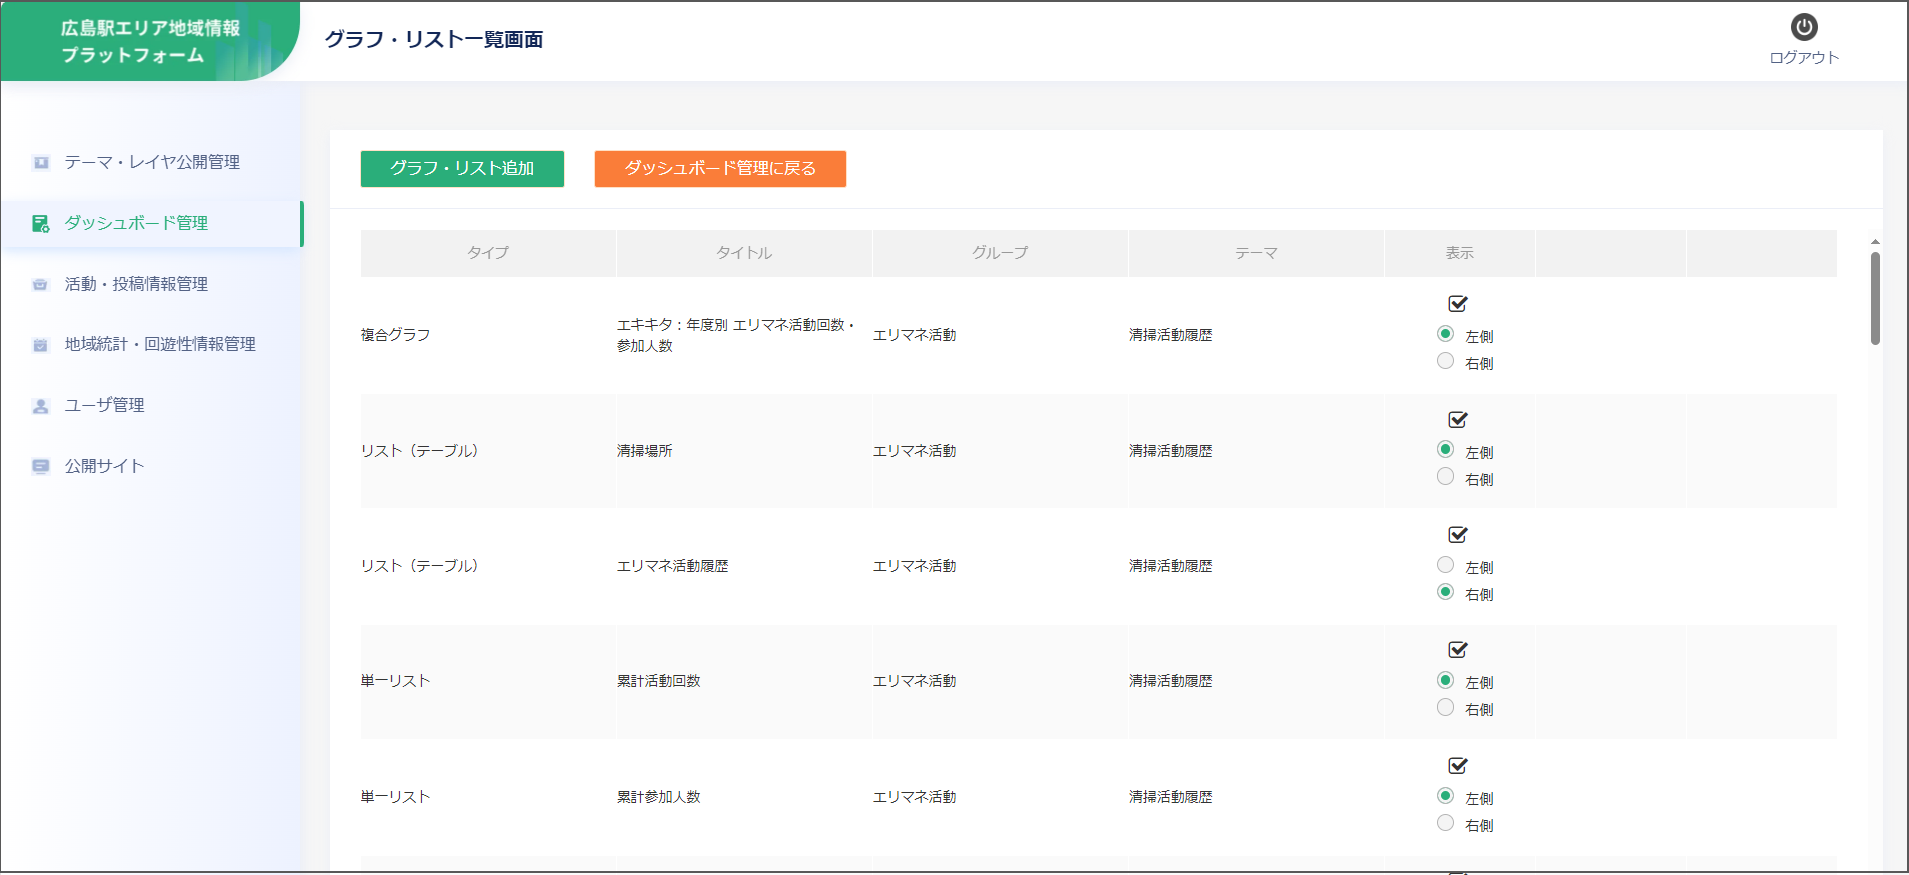 広島駅エリア地域情報
プラットフォーム
グラフ・リスト一覧画面
ログアウト
テーマ・レイヤ公開管理
ダッシュボード管理
活動・投稿情報管理
地域統計・回遊性情報管理
ユーザ管理
公開サイト
グラフ・リスト追加
ダッシュボード管理に戻る
タイプ
タイトル
グループ
テーマ
表示
複合グラフ
エキキタ：年度別 エリマネ活動回数・
参加人数
エリマネ活動
清掃活動履歴
左側
右側
リスト（テーブル）
清掃場所
エリマネ活動
清掃活動履歴
左側
右側
リスト（テーブル）
エリマネ活動履歴
エリマネ活動
清掃活動履歴
左側
右側
単一リスト
累計活動回数
エリマネ活動
清掃活動履歴
左側
右側
単一リスト
累計参加人数
エリマネ活動
清掃活動履歴
左側
右側